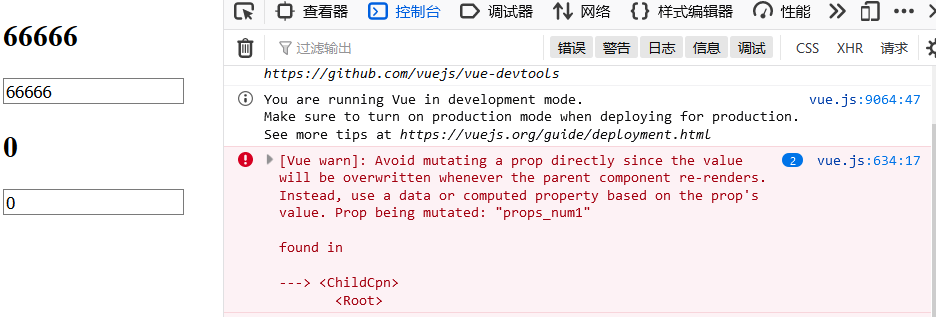 66666
66666
0
0
查看器
控制台
调试器
网络
样式编辑器
性能
过滤输出
错误
警告
日志
信息
调试
CSS
XHR
请求
https://github.com/vuejs/vue-devtools
You are running Vue in development mode.
vue.js:9064:47
Make sure to turn on production mode when deploying for production.
See more tips at https://vuejs.org/guide/deployment.html
[Vue warn]: Avoid mutating a prop directly since the value
2
vue.js:634:17
will be overwritten whenever the parent component re-renders.
Instead, use a data or computed property based on the prop's
value. Prop being mutated: "props_num1"
found in
---> <ChildCpn>
<Root>